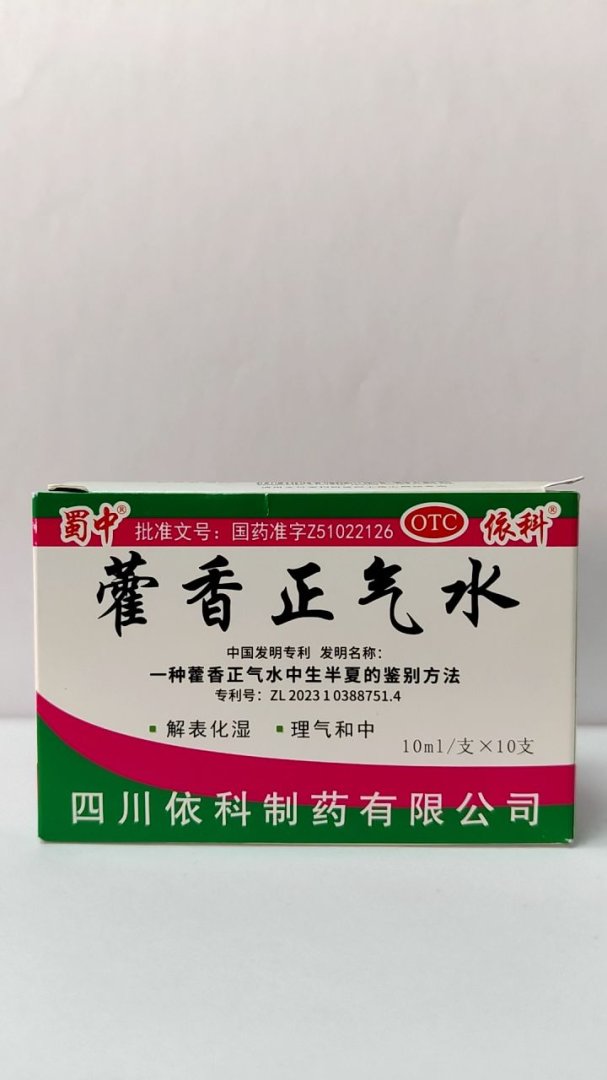 蜀中® 批准文号：国药准字Z51022126 OTC 依科®
藿香正气水
中国发明专利 发明名称：
一种藿香正气水中生半夏的鉴别方法
专利号：ZL 2023 1 0388751.4
▪ 解表化湿 ▪ 理气和中
10ml/支×10支
四川依科制药有限公司